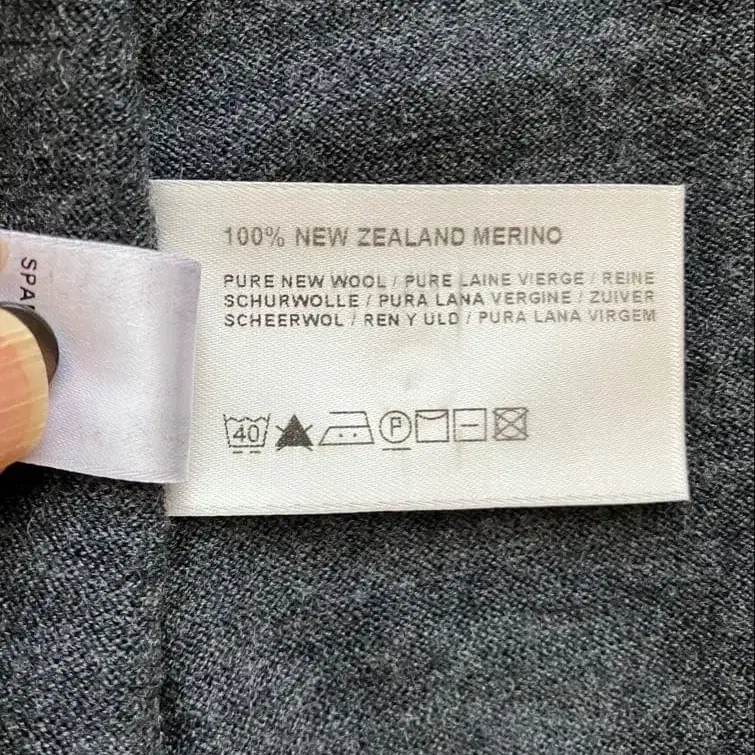 100% NEW ZEALAND MERINO
PURE NEW WOOL / PURE LAINE VIERGE / REINE
SCHURWOLLE / PURA LANA VERGINE / ZUIVER
SCHEERWOL / REN Y ULD / PURA LANA VIRGEM
40 P
SPA